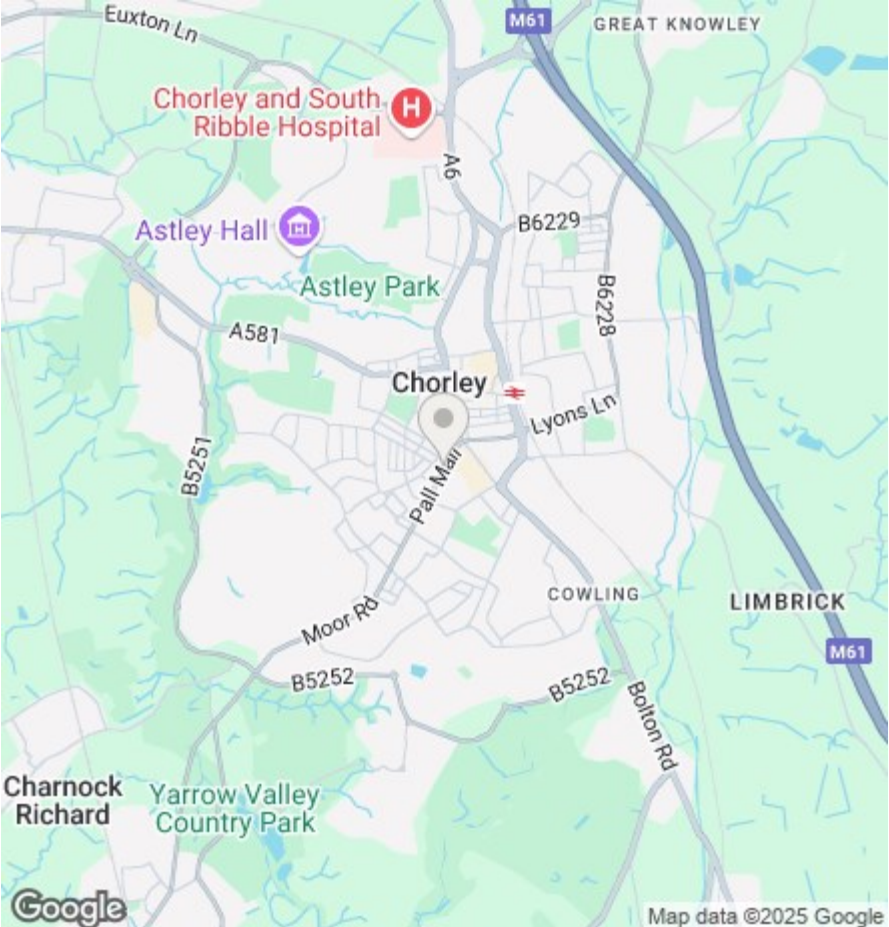 M61
GREAT KNOWLEY
Euxton Ln
Chorley and South
Ribble Hospital
H
A6
B6229
Astley Hall
Astley Park
B6228
A581
Chorley
Lyons Ln
B5251
Pall Mall
COWLING
LIMBRICK
Moor Rd
M61
B5252
B5252
Bolton Rd
Charnock
Richard
Yarrow Valley
Country Park
Google
Map data ©2025 Google